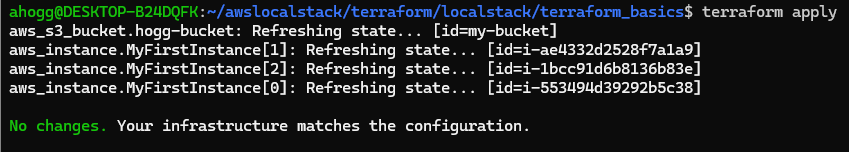 ahogg@DESKTOP-B24DQFK:~/awslocalstack/terraform/localstack/terraform_basics$ terraform apply
aws_s3_bucket.hogg-bucket: Refreshing state... [id=my-bucket]
aws_instance.MyFirstInstance[1]: Refreshing state... [id=i-ae4332d2528f7a1a9]
aws_instance.MyFirstInstance[2]: Refreshing state... [id=i-1bcc91d6b8136b83e]
aws_instance.MyFirstInstance[0]: Refreshing state... [id=i-553494d39292b5c38]
No changes. Your infrastructure matches the configuration.